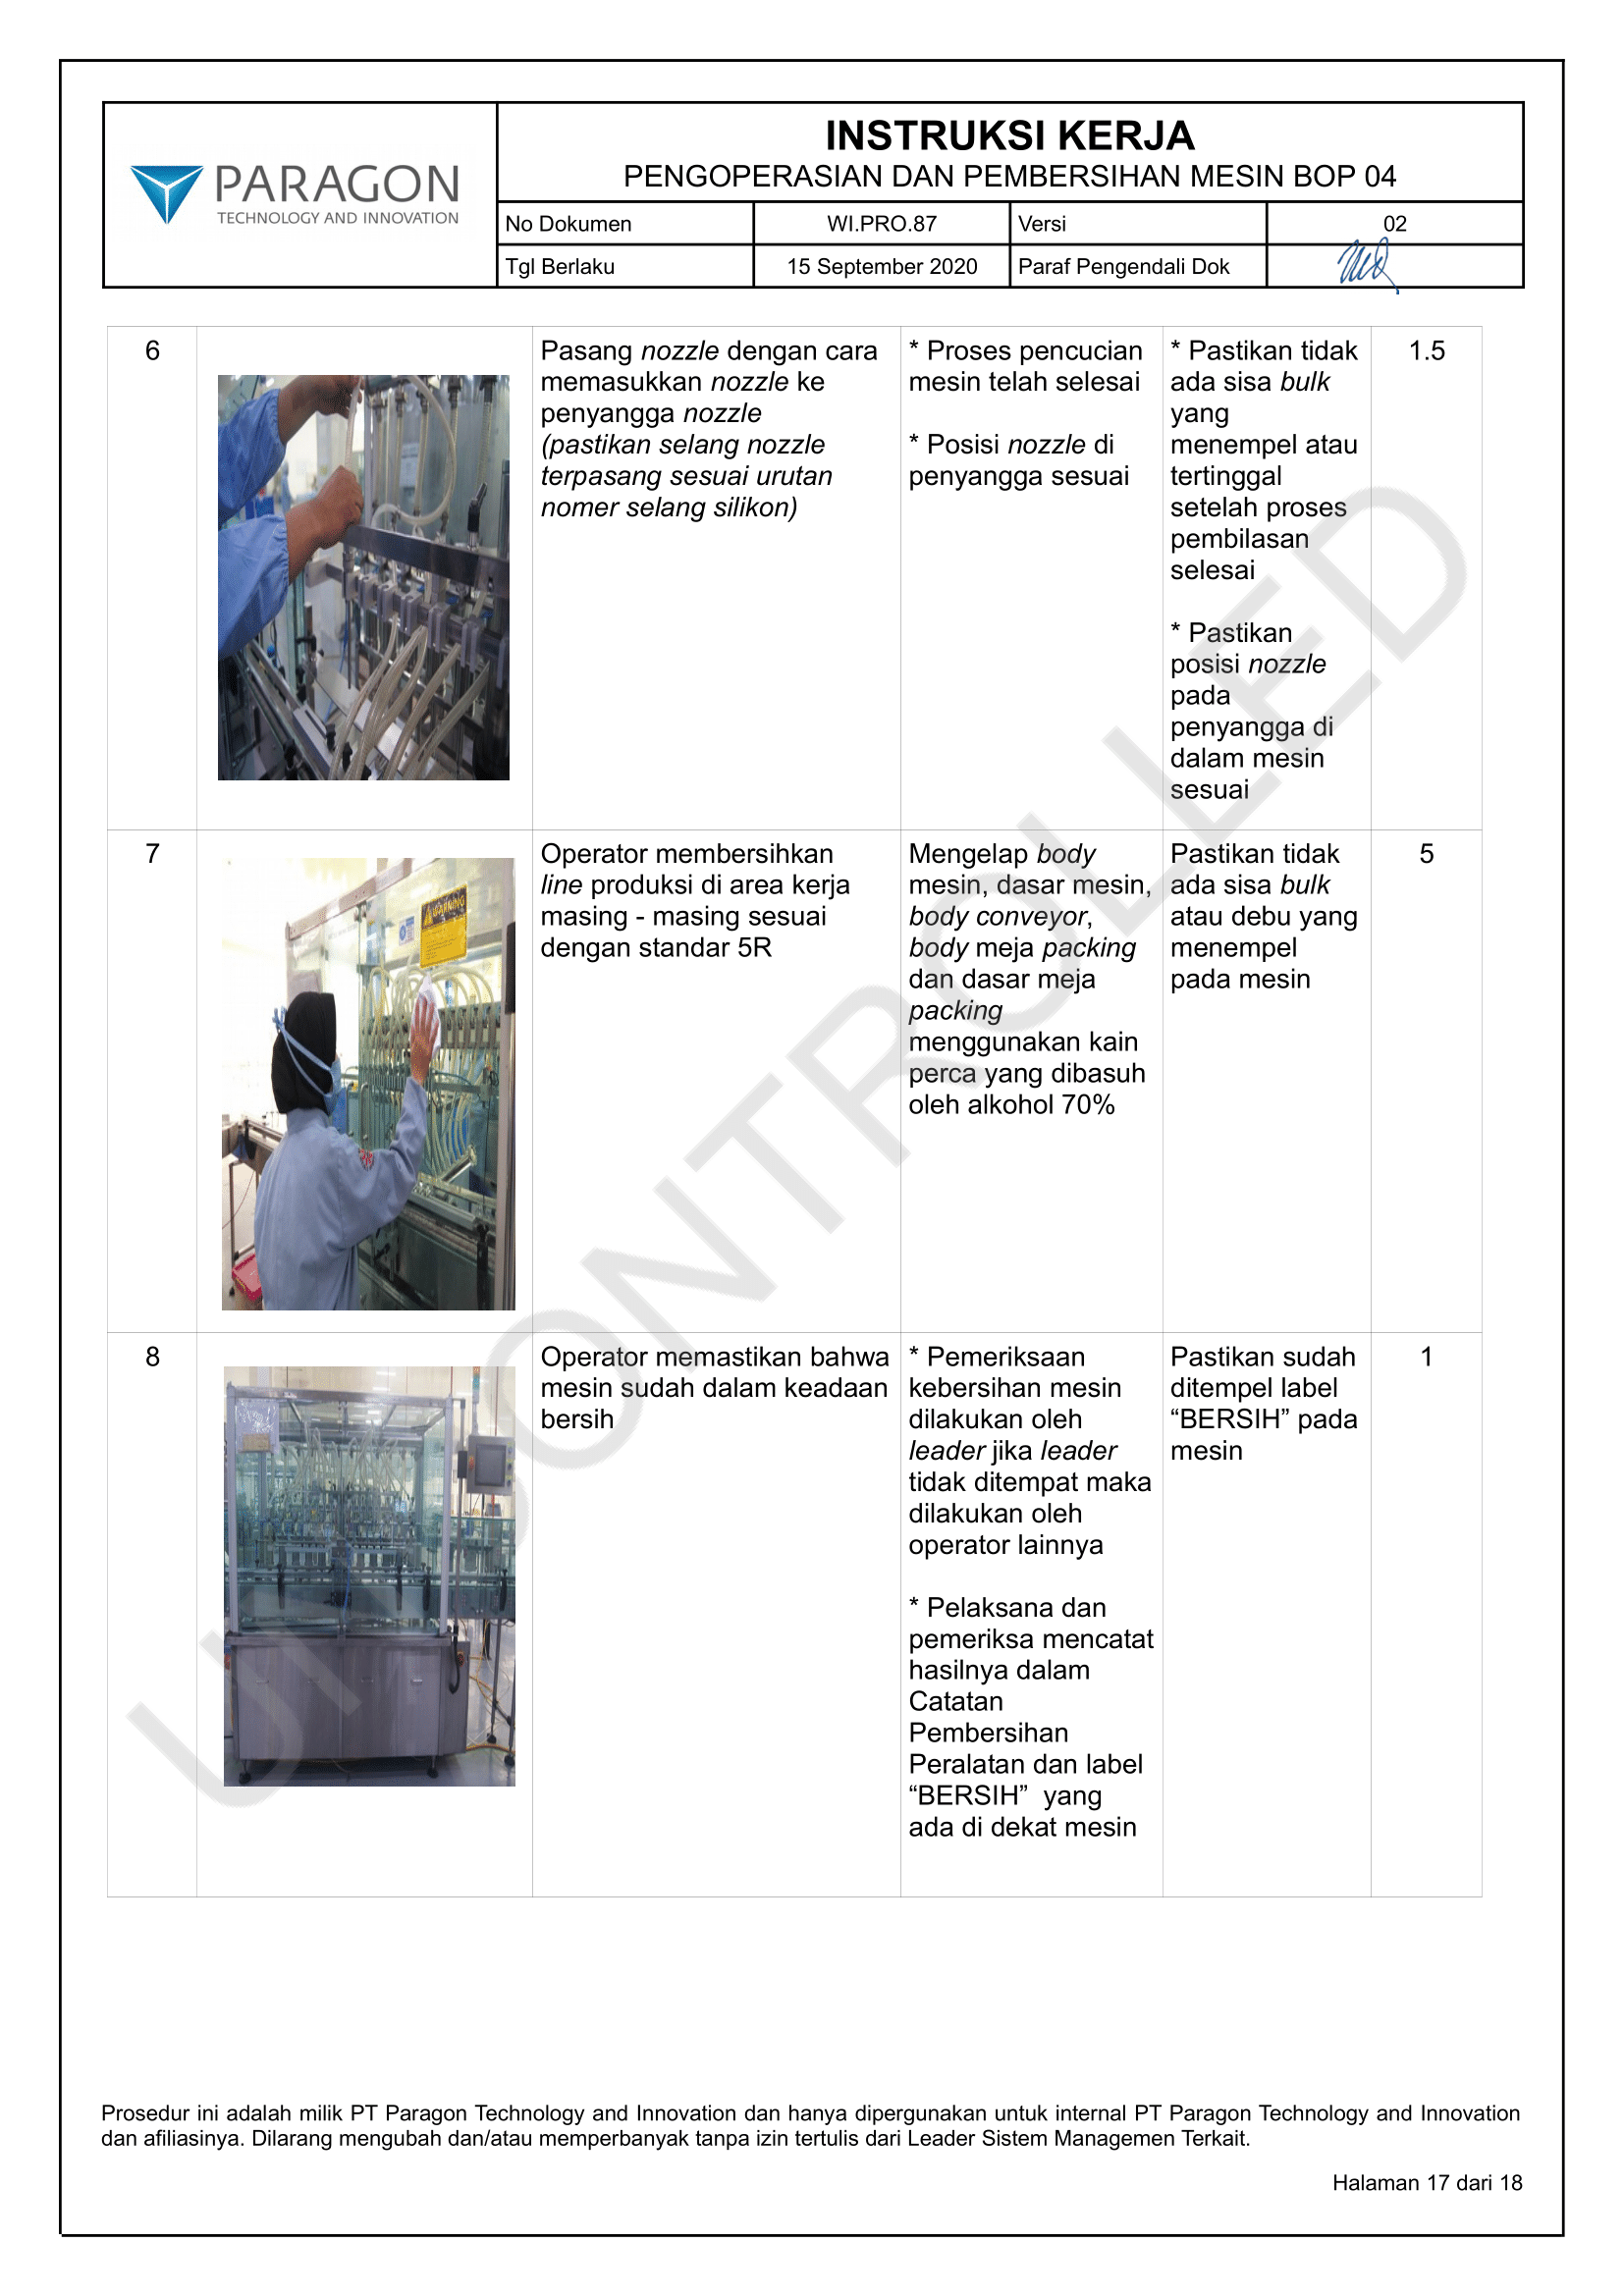 PARAGON
TECHNOLOGY AND INNOVATION
INSTRUKSI KERJA
PENGOPERASIAN DAN PEMBERSIHAN MESIN BOP 04
No Dokumen WI.PRO.87 Versi 02
Tgl Berlaku 15 September 2020 Paraf Pengendali Dok
6
Pasang nozzle dengan cara
memasukkan nozzle ke
penyangga nozzle
(pastikan selang nozzle
terpasang sesuai urutan
nomer selang silikon)
* Proses pencucian
mesin telah selesai
* Posisi nozzle di
penyangga sesuai
* Pastikan tidak
ada sisa bulk
yang
menempel atau
tertinggal
setelah proses
pembilasan
selesai
* Pastikan
posisi nozzle
pada
penyangga di
dalam mesin
sesuai
1.5
7
WARNING
Operator membersihkan
line produksi di area kerja
masing - masing sesuai
dengan standar 5R
Mengelap body
mesin, dasar mesin,
body conveyor,
body meja packing
dan dasar meja
packing
menggunakan kain
perca yang dibasuh
oleh alkohol 70%
Pastikan tidak
ada sisa bulk
atau debu yang
menempel
pada mesin
5
8
Operator memastikan bahwa
mesin sudah dalam keadaan
bersih
* Pemeriksaan
kebersihan mesin
dilakukan oleh
leader jika leader
tidak ditempat maka
dilakukan oleh
operator lainnya
* Pelaksana dan
pemeriksa mencatat
hasilnya dalam
Catatan
Pembersihan
Peralatan dan label
“BERSIH”  yang
ada di dekat mesin
Pastikan sudah
ditempel label
“BERSIH” pada
mesin
1
UNCONTROLLED
Prosedur ini adalah milik PT Paragon Technology and Innovation dan hanya dipergunakan untuk internal PT Paragon Technology and Innovation
dan afiliasinya. Dilarang mengubah dan/atau memperbanyak tanpa izin tertulis dari Leader Sistem Managemen Terkait.
Halaman 17 dari 18